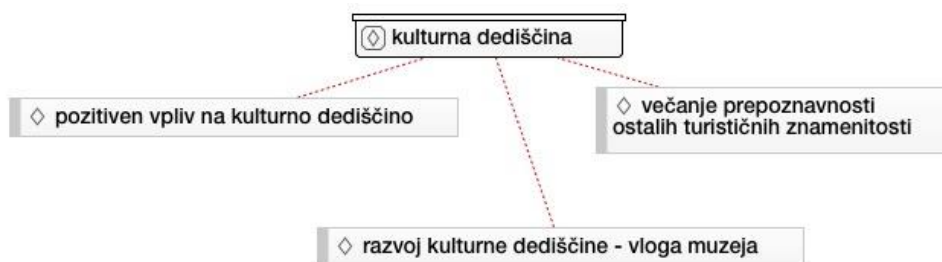 kulturna dediščina
pozitiven vpliv na kulturno dediščino
večanje prepoznavnosti
ostalih turističnih znamenitosti
razvoj kulturne dediščine - vloga muzeja